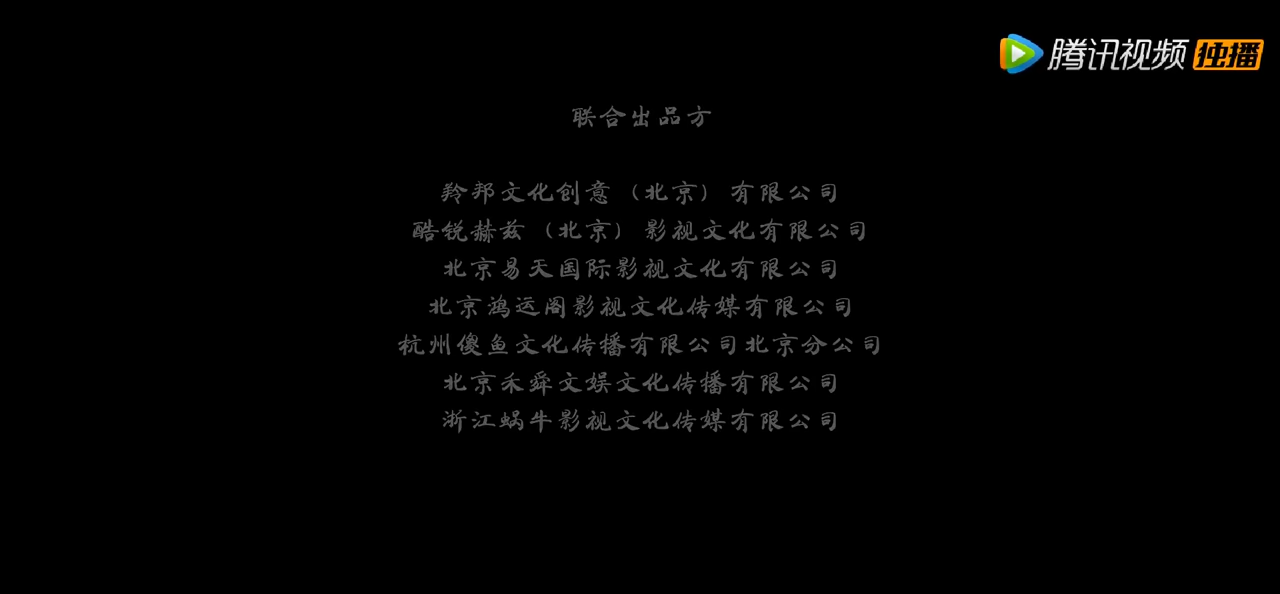 腾讯视频 独播
联合出品方
羚邦文化创意（北京）有限公司
酷锐赫兹（北京）影视文化有限公司
北京易天国际影视文化有限公司
北京鸿运阁影视文化传媒有限公司
杭州傻鱼文化传播有限公司北京分公司
北京禾舜文娱文化传播有限公司
浙江蜗牛影视文化传媒有限公司